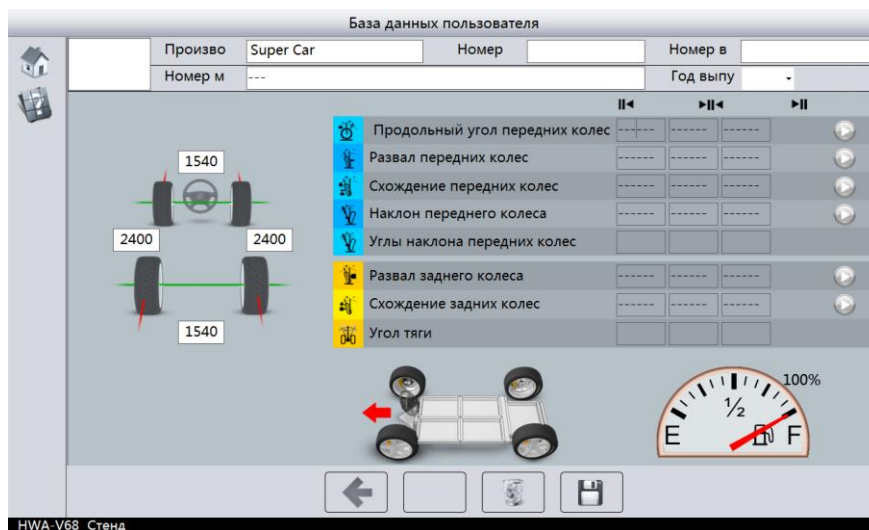 База данных пользователя
Произво Super Car Номер Номер в
Номер м --- Год выпу
Продольный угол передних колес ------ ------ ------
1540 Развал передних колес ------ ------ ------
Схождение передних колес ------ ------ ------
Наклон переднего колеса ------ ------ ------
2400 2400 Углы наклона передних колес
Развал заднего колеса ------ ------ ------
Схождение задних колес ------ ------ ------
1540 Угол тяги
100%
1/2
E F
HWA-V68 Стенд